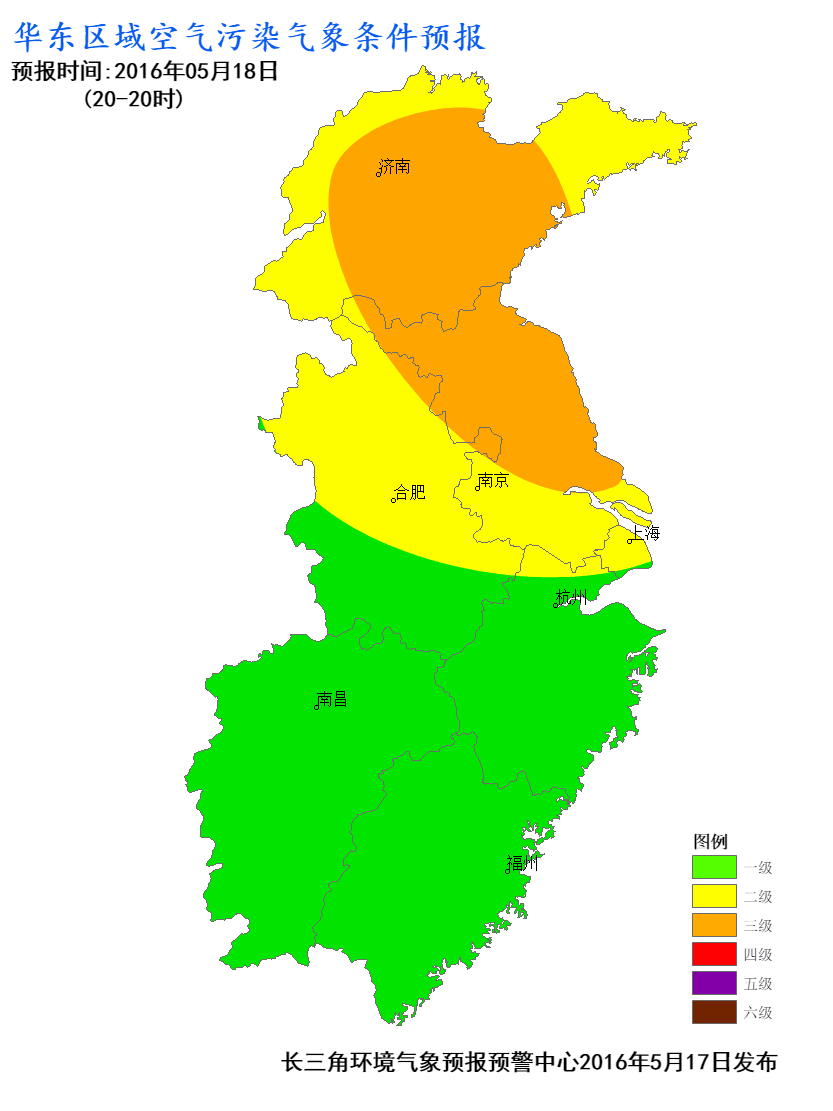 华东区域空气污染气象条件预报
预报时间:2016年05月18日
(20-20时)
济南
南京
合肥
上海
杭州
南昌
福州
图例
一级
二级
三级
四级
五级
六级
长三角环境气象预报预警中心2016年5月17日发布